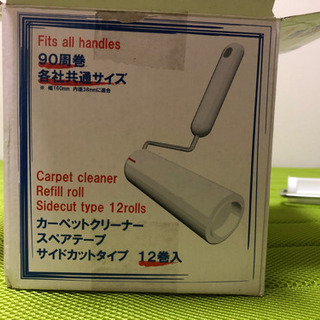 Fits all handles
90周巻
各社共通サイズ
※ 幅160mm 内径38mmに適合
Carpet cleaner
Refill roll
Sidecut type 12rolls
カーペットクリーナー
スペアテープ
サイドカットタイプ 12巻入